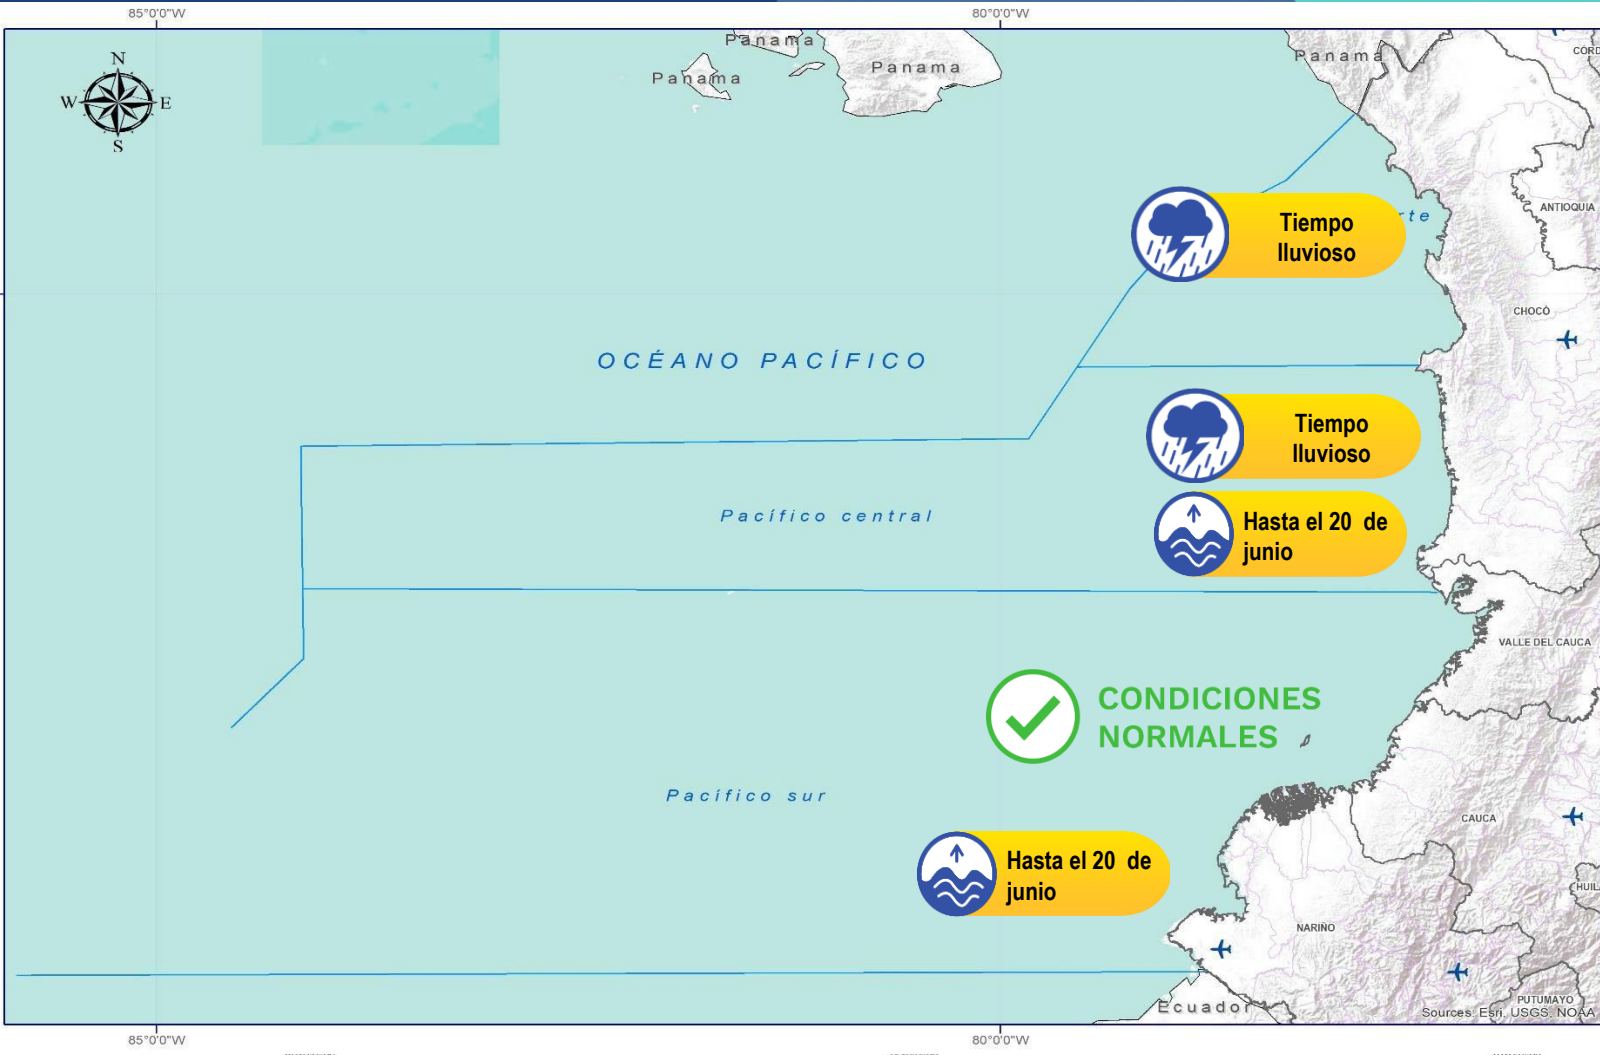 85°0'0"W
80°0'0"W
N
W
E
S
Panama
Panama
Panama
Panama
ANTIOQUIA
Tiempo
lluvioso
CHOCÓ
OCÉANO PACÍFICO
Tiempo
lluvioso
Pacífico central
Hasta el 20 de
junio
VALLE DEL CAUCA
CONDICIONES
NORMALES
Pacífico sur
CAUCA
Hasta el 20 de
junio
NARIÑO
PUTUMAYO
Ecuador
Sources: Esri, USGS, NOAA
85°0'0"W
80°0'0"W